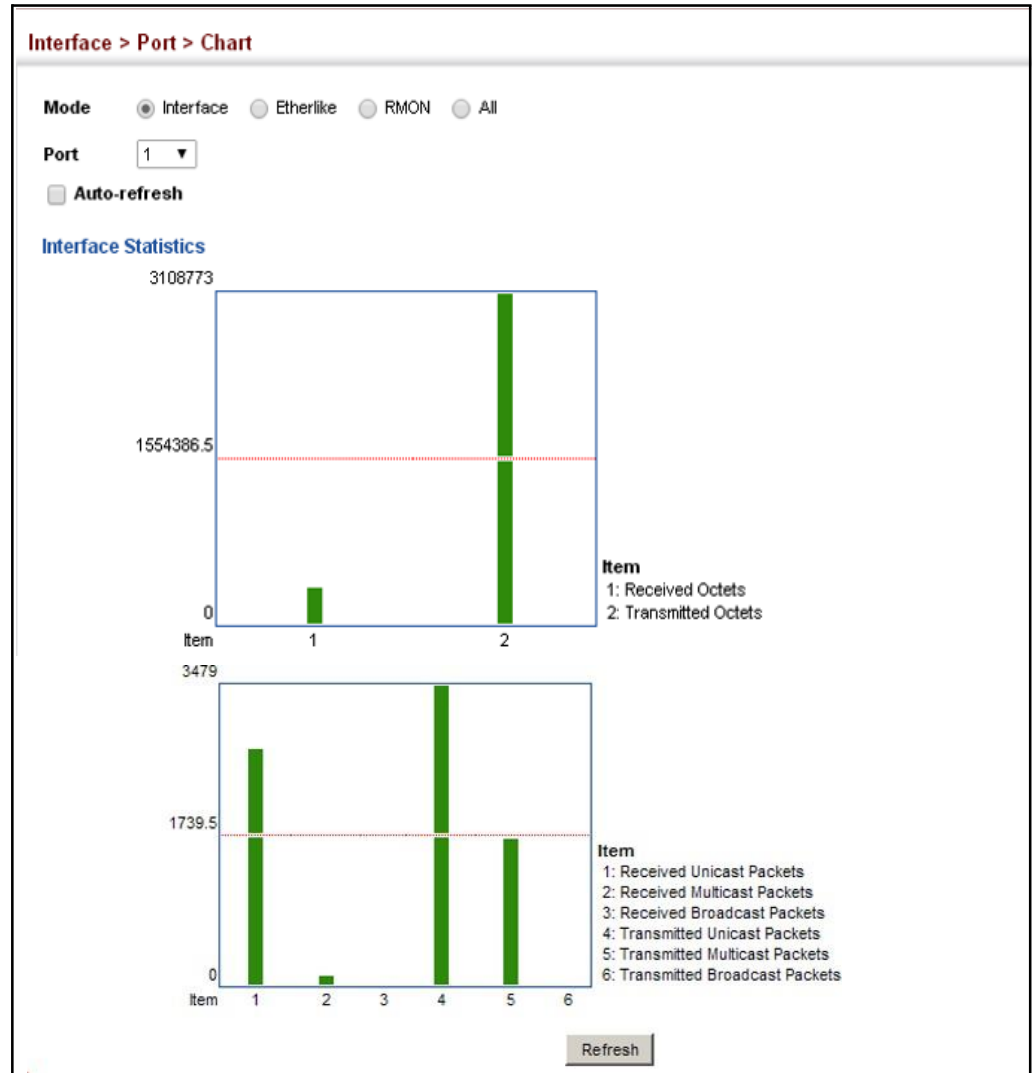 Interface > Port > Chart
Mode Interface Etherlike RMON All
Port 1
Auto-refresh
Interface Statistics
3108773
1554386.5
0
Item 1 2
Item
1: Received Octets
2: Transmitted Octets
3479
1739.5
0
Item 1 2 3 4 5 6
Item
1: Received Unicast Packets
2: Received Multicast Packets
3: Received Broadcast Packets
4: Transmitted Unicast Packets
5: Transmitted Multicast Packets
6: Transmitted Broadcast Packets
Refresh